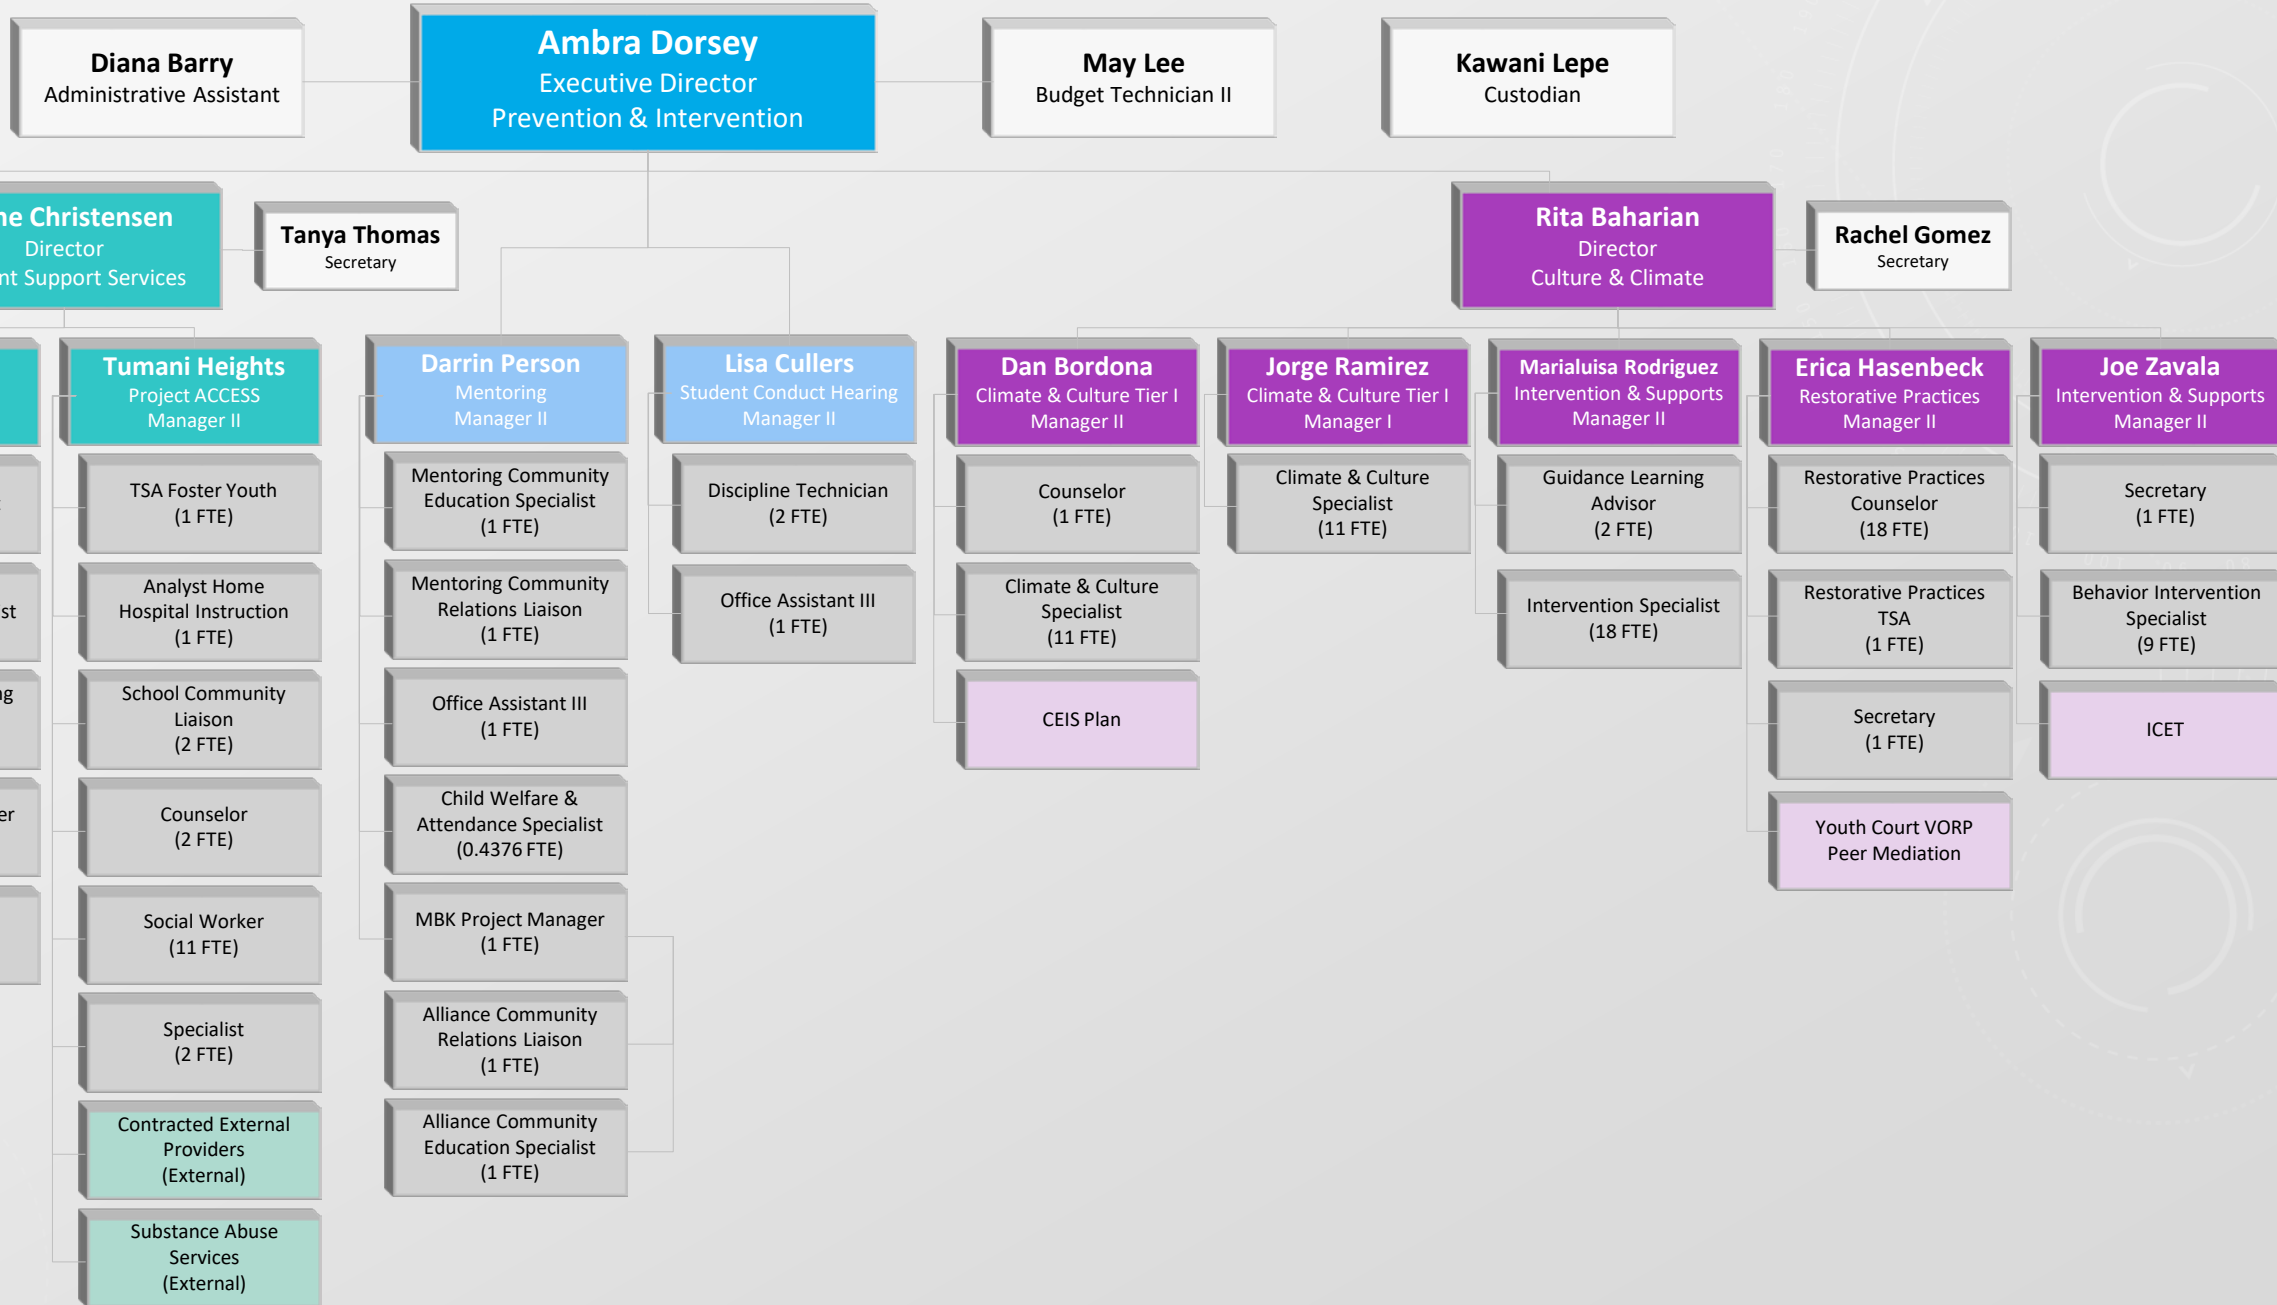 Diana Barry
Administrative Assistant
Ambra Dorsey
Executive Director
Prevention & Intervention
May Lee
Budget Technician II
Kawani Lepe
Custodian
Christensen
Director
Support Services
Tanya Thomas
Secretary
Rita Baharian
Director
Culture & Climate
Rachel Gomez
Secretary
Tumani Heights
Project ACCESS
Manager II
TSA Foster Youth
(1 FTE)
Analyst Home
Hospital Instruction
(1 FTE)
School Community
Liaison
(2 FTE)
Counselor
(2 FTE)
Social Worker
(11 FTE)
Specialist
(2 FTE)
Contracted External
Providers
(External)
Substance Abuse
Services
(External)
Darrin Person
Mentoring
Manager II
Mentoring Community
Education Specialist
(1 FTE)
Mentoring Community
Relations Liaison
(1 FTE)
Office Assistant III
(1 FTE)
Child Welfare &
Attendance Specialist
(0.4376 FTE)
MBK Project Manager
(1 FTE)
Alliance Community
Relations Liaison
(1 FTE)
Alliance Community
Education Specialist
(1 FTE)
Lisa Cullers
Student Conduct Hearing
Manager II
Discipline Technician
(2 FTE)
Office Assistant III
(1 FTE)
Dan Bordona
Climate & Culture Tier I
Manager II
Counselor
(1 FTE)
Climate & Culture
Specialist
(11 FTE)
CEIS Plan
Jorge Ramirez
Climate & Culture Tier I
Manager I
Climate & Culture
Specialist
(11 FTE)
Marialuisa Rodriguez
Intervention & Supports
Manager II
Guidance Learning
Advisor
(2 FTE)
Intervention Specialist
(18 FTE)
Erica Hasenbeck
Restorative Practices
Manager II
Restorative Practices
Counselor
(18 FTE)
Restorative Practices
TSA
(1 FTE)
Secretary
(1 FTE)
Youth Court VORP
Peer Mediation
Joe Zavala
Intervention & Supports
Manager II
Secretary
(1 FTE)
Behavior Intervention
Specialist
(9 FTE)
ICET